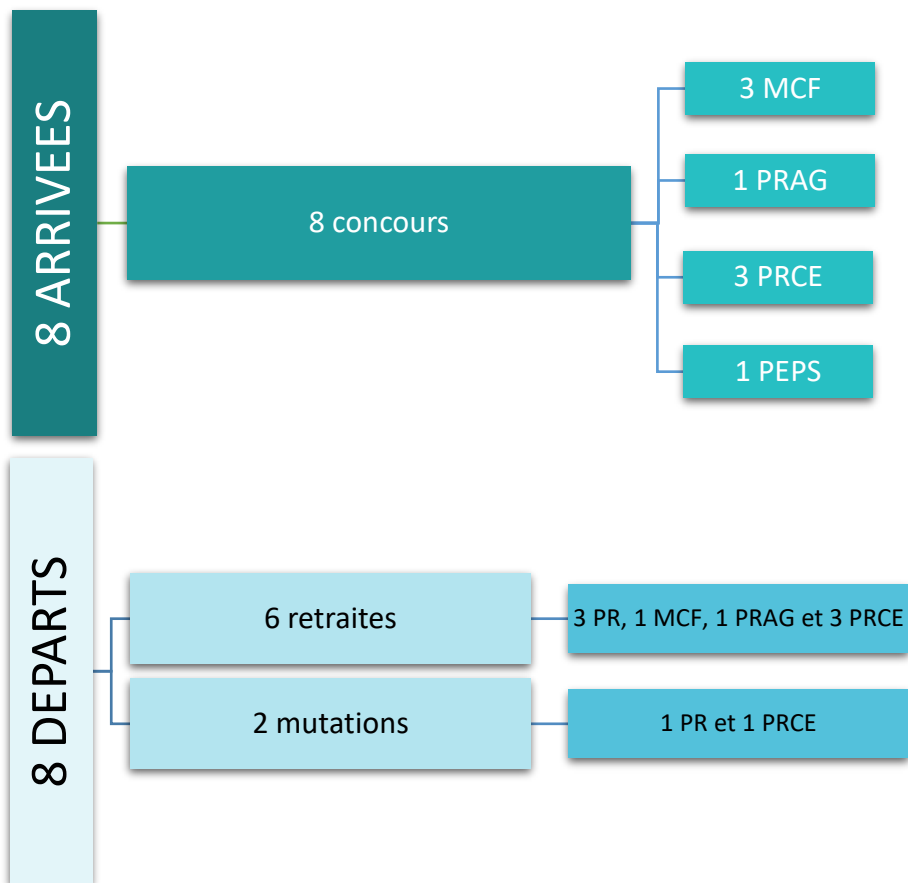 8 ARRIVEES
8 concours
3 MCF
1 PRAG
3 PRCE
1 PEPS
8 DEPARTS
6 retraites
3 PR, 1 MCF, 1 PRAG et 3 PRCE
2 mutations
1 PR et 1 PRCE